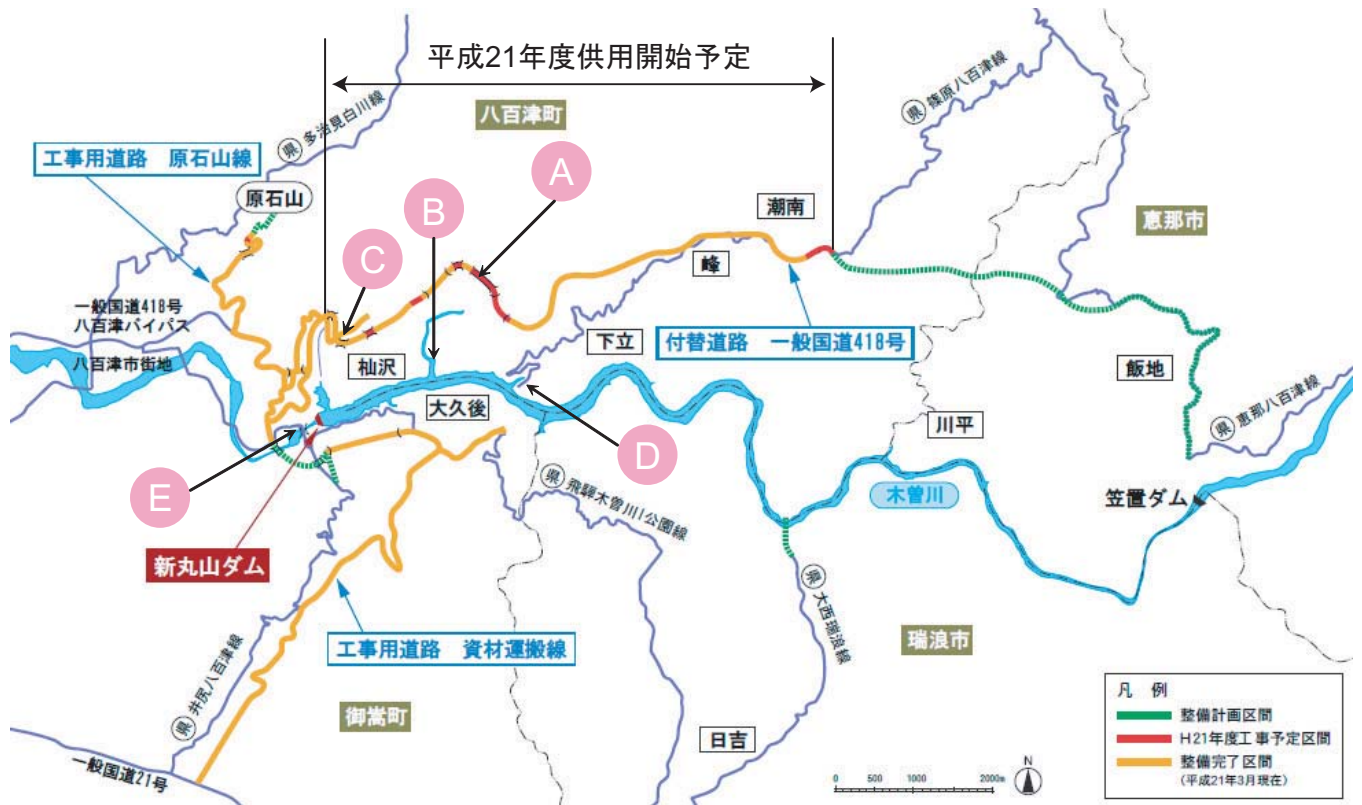 平成21年度供用開始予定
八百津町
県 多治見白川線
県 篠原八百津線
工事用道路 原石山線
原石山
A
B
C
潮南
恵那市
峰
一般国道418号
八百津バイパス
八百津市街地
杣沢
下立
付替道路 一般国道418号
飯地
大久後
川平
県 恵那八百津線
D
E
県 飛騨木曽川公園線
木曽川
笠置ダム
新丸山ダム
県 大西瑞浪線
瑞浪市
工事用道路 資材運搬線
県 井尻八百津線
御嵩町
日吉
一般国道21号
凡 例
整備計画区間
H21年度工事予定区間
整備完了区間
(平成21年3月現在)
0 500 1000 2000m
N